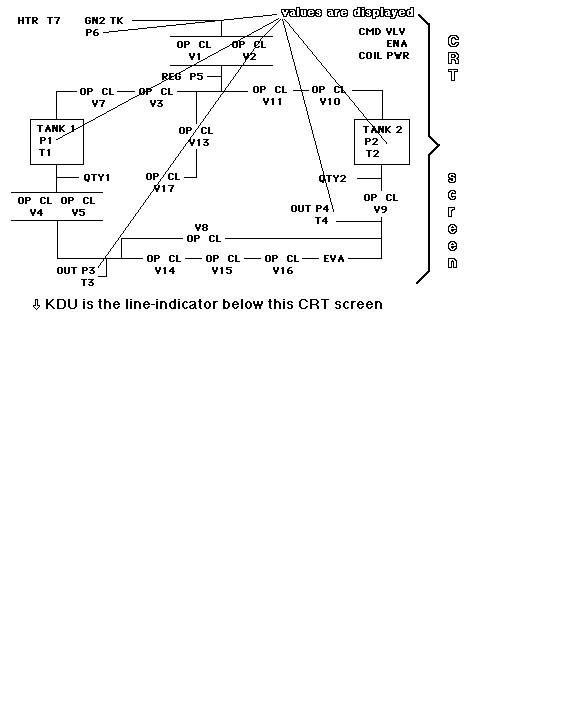 HTR T7 GN2 TK values are displayed
P6 CMD VLV
OP CL OP CL ENA
V1 V2 COIL PWR
REG P5
OP CL OP CL OP CL OP CL
V7 V3 V11 V10
TANK 1 OP CL TANK 2
P1 V13 P2
T1 T2
QTY1 OP CL QTY2
V17
OP CL OP CL OP CL
V4 V5 V9
OUT P4
T4
V8
OP CL
OP CL OP CL OP CL EVA
V14 V15 V16
OUT P3
T3
CRT screen
⇩ KDU is the line-indicator below this CRT screen